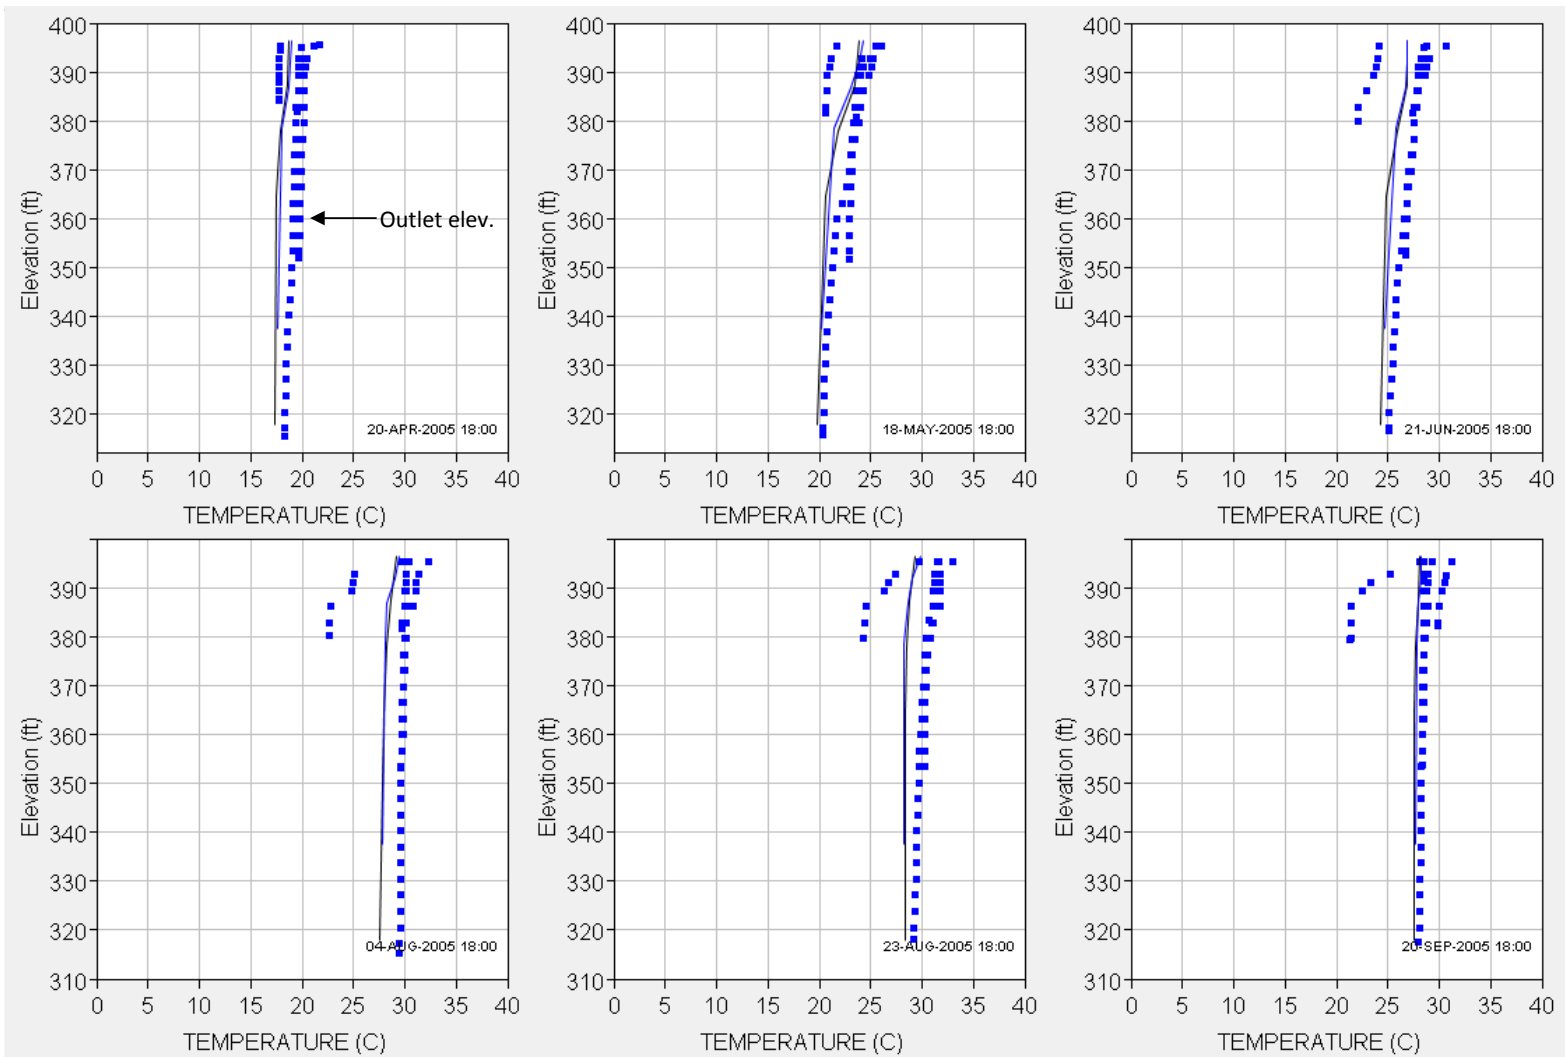 400
390
380
370
360
350
340
330
320
Elevation (ft)
Outlet elev.
20-APR-2005 18:00
0 5 10 15 20 25 30 35 40
TEMPERATURE (C)
400
390
380
370
360
350
340
330
320
Elevation (ft)
18-MAY-2005 18:00
0 5 10 15 20 25 30 35 40
TEMPERATURE (C)
400
390
380
370
360
350
340
330
320
Elevation (ft)
21-JUN-2005 18:00
0 5 10 15 20 25 30 35 40
TEMPERATURE (C)
390
380
370
360
350
340
330
320
310
Elevation (ft)
04-AUG-2005 18:00
0 5 10 15 20 25 30 35 40
TEMPERATURE (C)
390
380
370
360
350
340
330
320
310
Elevation (ft)
23-AUG-2005 18:00
0 5 10 15 20 25 30 35 40
TEMPERATURE (C)
390
380
370
360
350
340
330
320
310
Elevation (ft)
20-SEP-2005 18:00
0 5 10 15 20 25 30 35 40
TEMPERATURE (C)